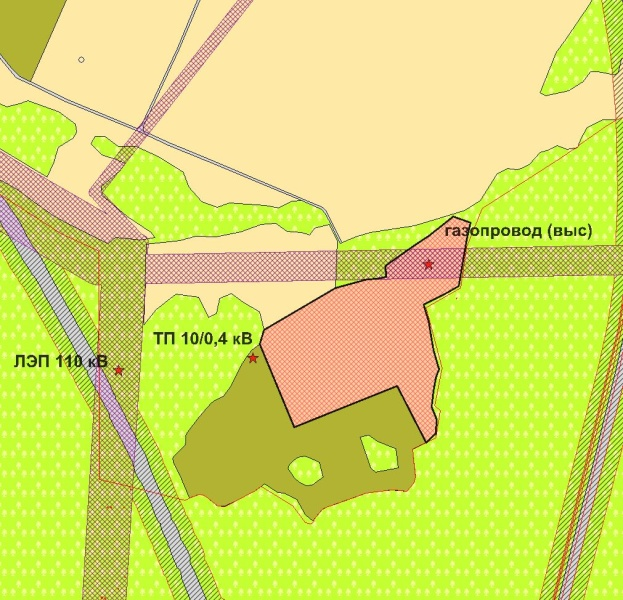 газопровод (выс)
ТП 10/0,4 кВ
ЛЭП 110 кВ